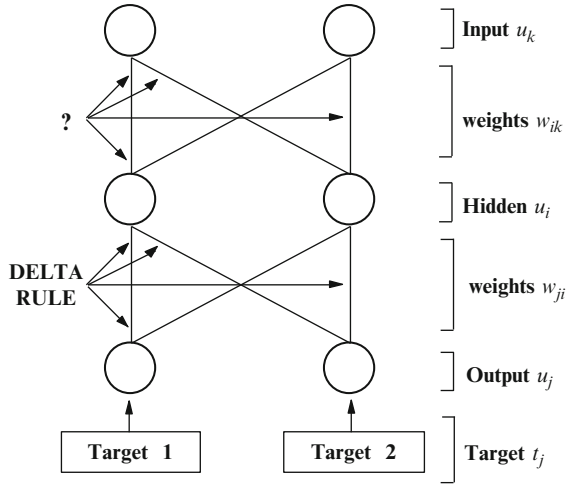 Input u_k
?
weights w_ik
Hidden u_i
DELTA
RULE
weights w_ji
Output u_j
Target 1
Target 2
Target t_j